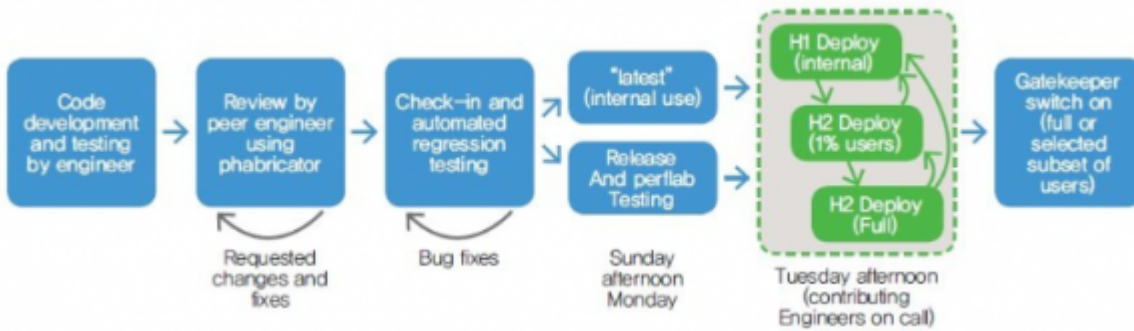 Code
development
and testing
by engineer
Review by
peer engineer
using
phabricator
Requested
changes and
fixes
Check-in and
automated
regression
testing
Bug fixes
"latest"
(internal use)
Release
And perflab
Testing
Sunday
afternoon
Monday
H1 Deploy
(internal)
H2 Deploy
(1% users)
H2 Deploy
(Full)
Tuesday afternoon
(contributing
Engineers on call)
Gatekeeper
switch on
(full or
selected
subset of
users)